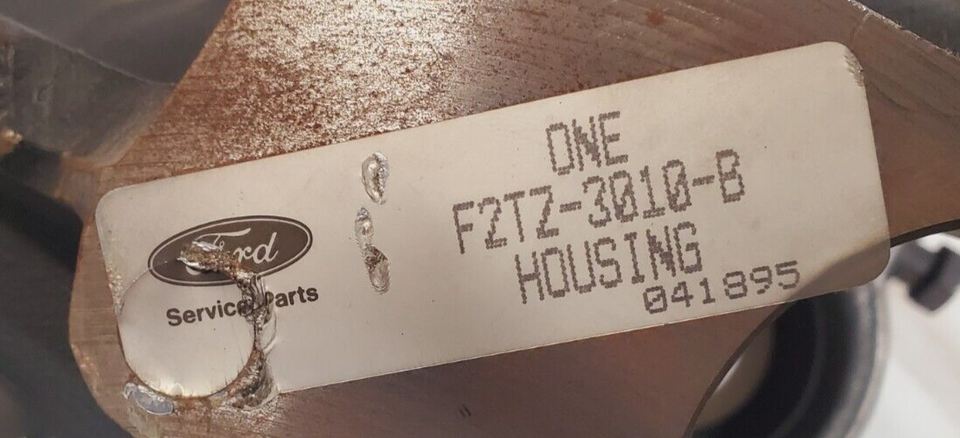 Ford
Service Parts
ONE
F2TZ-3010-B
HOUSING
041895